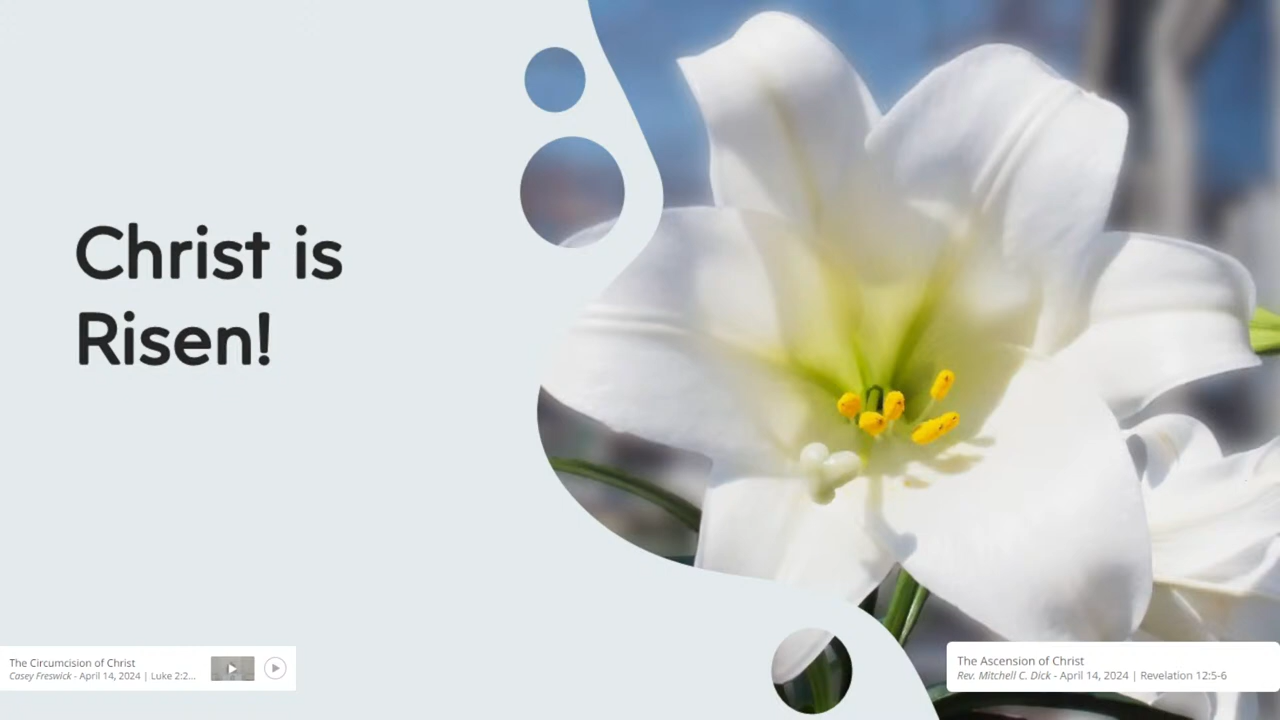 Christ is
Risen!
The Circumcision of Christ
Casey Freswick - April 14, 2024 | Luke 2:2...
The Ascension of Christ
Rev. Mitchell C. Dick - April 14, 2024 | Revelation 12:5-6